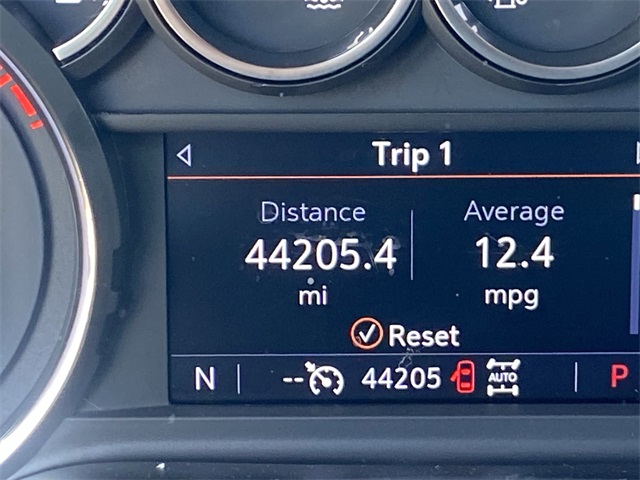 Trip 1
Distance Average
44205.4 12.4
mi mpg
Reset
N -- 44205 AUTO P